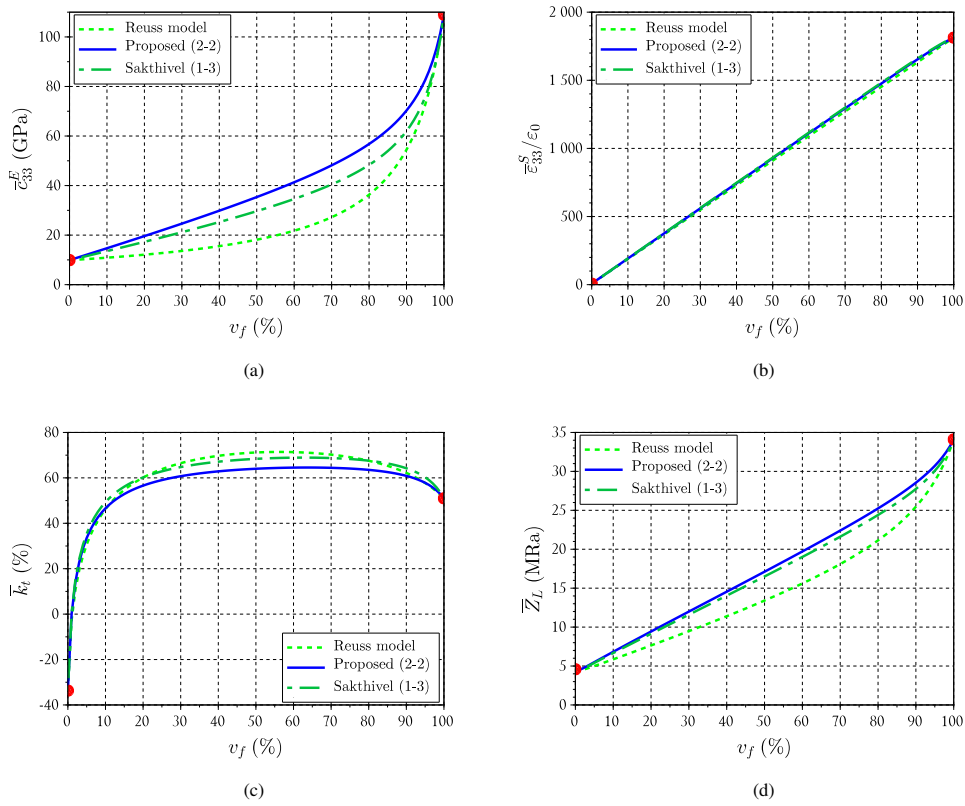 Reuss model
Proposed (2-2)
Sakthivel (1-3)
0
20
40
60
80
100
0 10 20 30 40 50 60 70 80 90 100
c̅ᴱ₃₃ (GPa)
v_f (%)
(a)
Reuss model
Proposed (2-2)
Sakthivel (1-3)
2 000
1 500
1 000
500
0
0 10 20 30 40 50 60 70 80 90 100
ε̅ˢ₃₃/ε₀
v_f (%)
(b)
80
60
40
20
0
-20
-40
0 10 20 30 40 50 60 70 80 90 100
k̅_t (%)
Reuss model
Proposed (2-2)
Sakthivel (1-3)
v_f (%)
(c)
Reuss model
Proposed (2-2)
Sakthivel (1-3)
35
30
25
20
15
10
5
0
0 10 20 30 40 50 60 70 80 90 100
Z̅_L (MRa)
v_f (%)
(d)